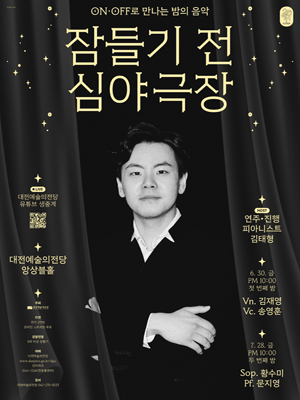 ON·OFF로 만나는 밤의 음악
잠들기 전
심야극장
LIVE
대전예술의전당
유튜브 생중계
대전예술의전당
앙상블홀
HOST
연주·진행
피아니스트
김태형
6. 30. 금
PM 10:00
첫 번째 밤
Vn. 김재영
Vc. 송영훈
7. 28. 금
PM 10:00
두 번째 밤
Sop. 황수미
Pf. 문지영